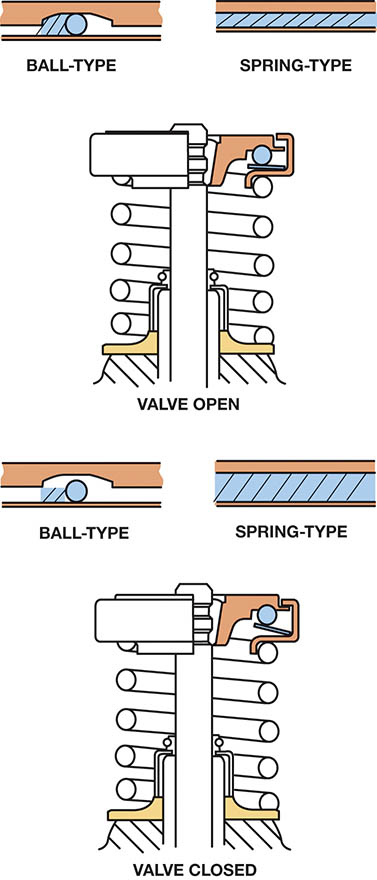 BALL-TYPE
SPRING-TYPE
VALVE OPEN
BALL-TYPE
SPRING-TYPE
VALVE CLOSED